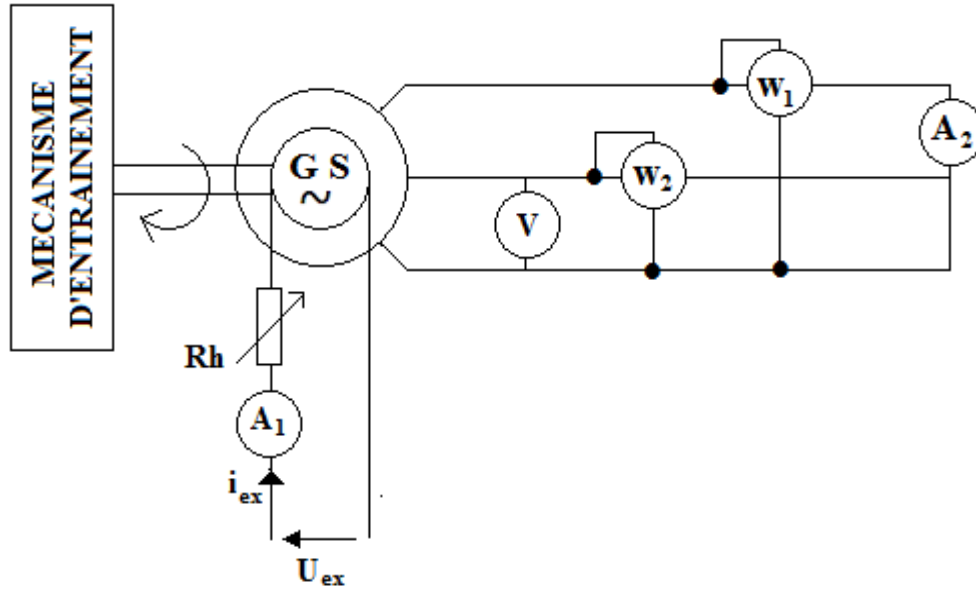 MECANISME
D'ENTRAINEMENT
G S
~
W1
A2
W2
V
Rh
A1
iex
Uex